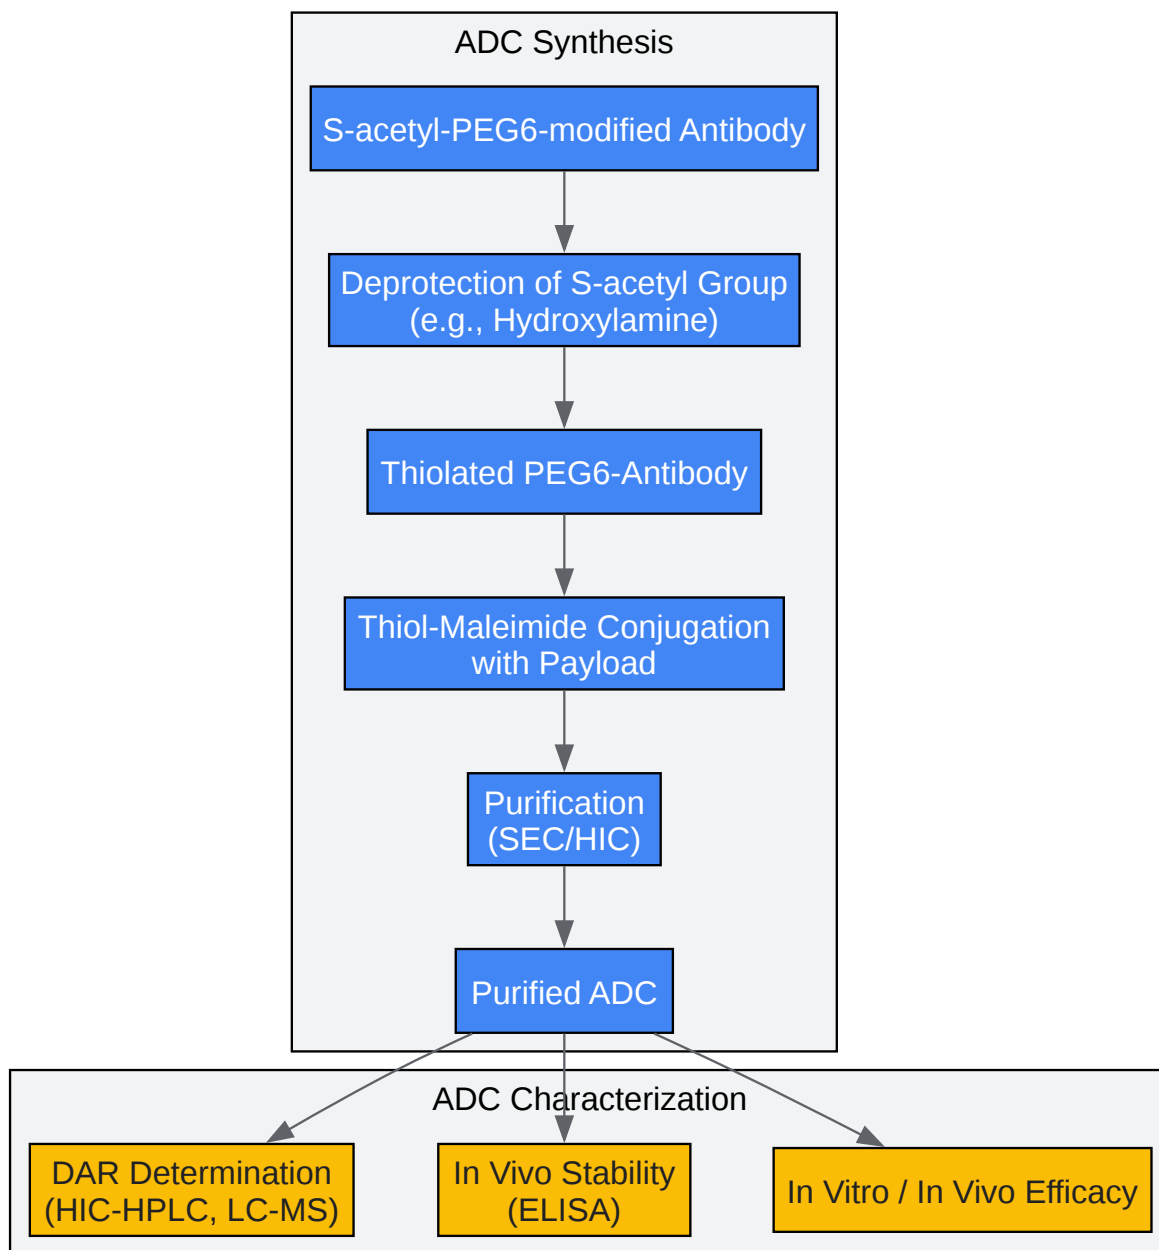 ADC Synthesis
S-acetyl-PEG6-modified Antibody
Deprotection of S-acetyl Group
(e.g., Hydroxylamine)
Thiolated PEG6-Antibody
Thiol-Maleimide Conjugation
with Payload
Purification
(SEC/HIC)
Purified ADC
ADC Characterization
DAR Determination
(HIC-HPLC, LC-MS)
In Vivo Stability
(ELISA)
In Vitro / In Vivo Efficacy